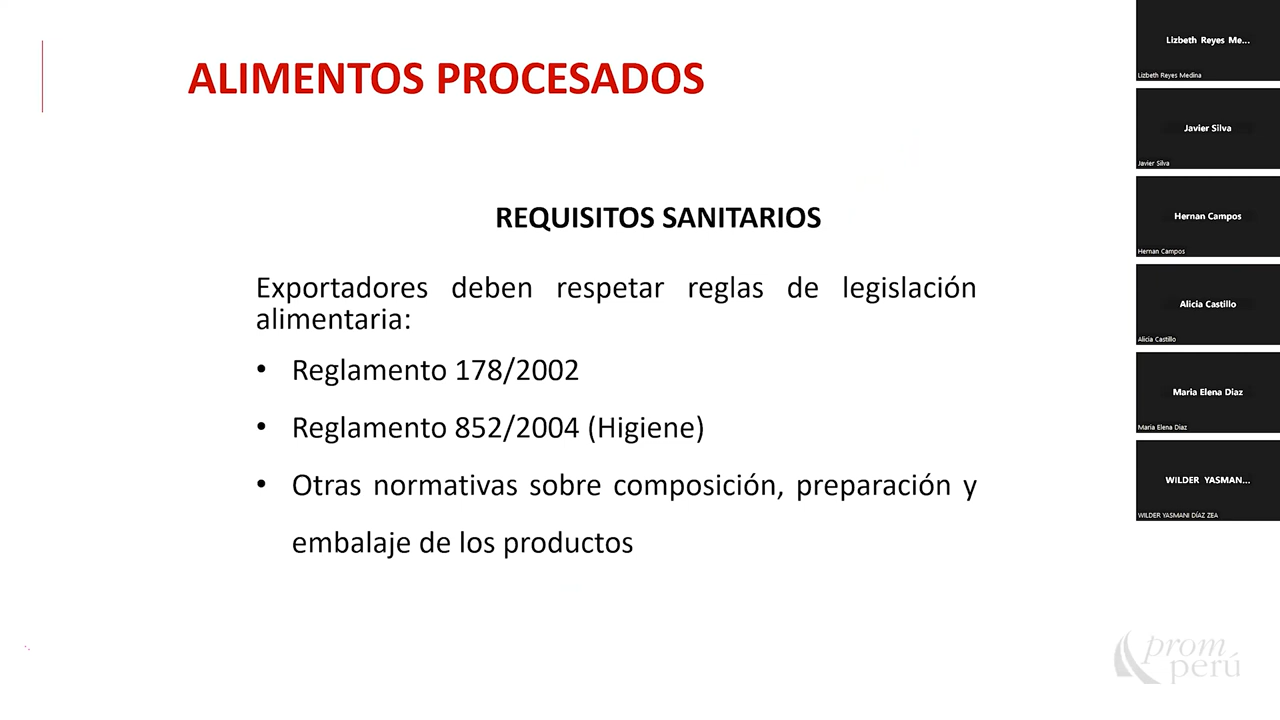 ALIMENTOS PROCESADOS
REQUISITOS SANITARIOS
Exportadores deben respetar reglas de legislación
alimentaria:
• Reglamento 178/2002
• Reglamento 852/2004 (Higiene)
• Otras normativas sobre composición, preparación y
embalaje de los productos
Lizbeth Reyes Me...
Lizbeth Reyes Medina
Javier Silva
Javier Silva
Hernan Campos
Hernan Campos
Alicia Castillo
Alicia Castillo
Maria Elena Diaz
Maria Elena Diaz
WILDER YASMAN...
WILDER YASMANI DÍAZ ZEA
prom
perú